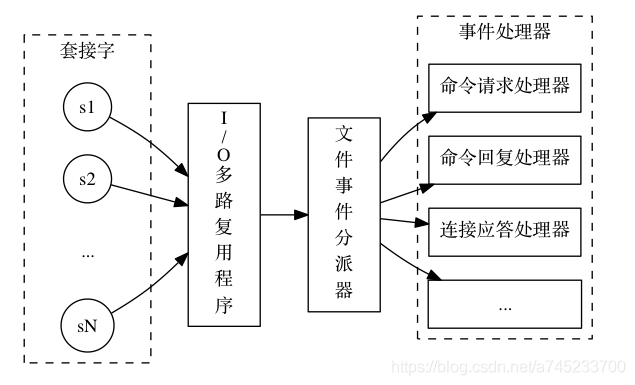 套接字
s1
s2
...
sN
I/O多路复用程序
文件事件分派器
事件处理器
命令请求处理器
命令回复处理器
连接应答处理器
...
https://blog.csdn.net/a745233700